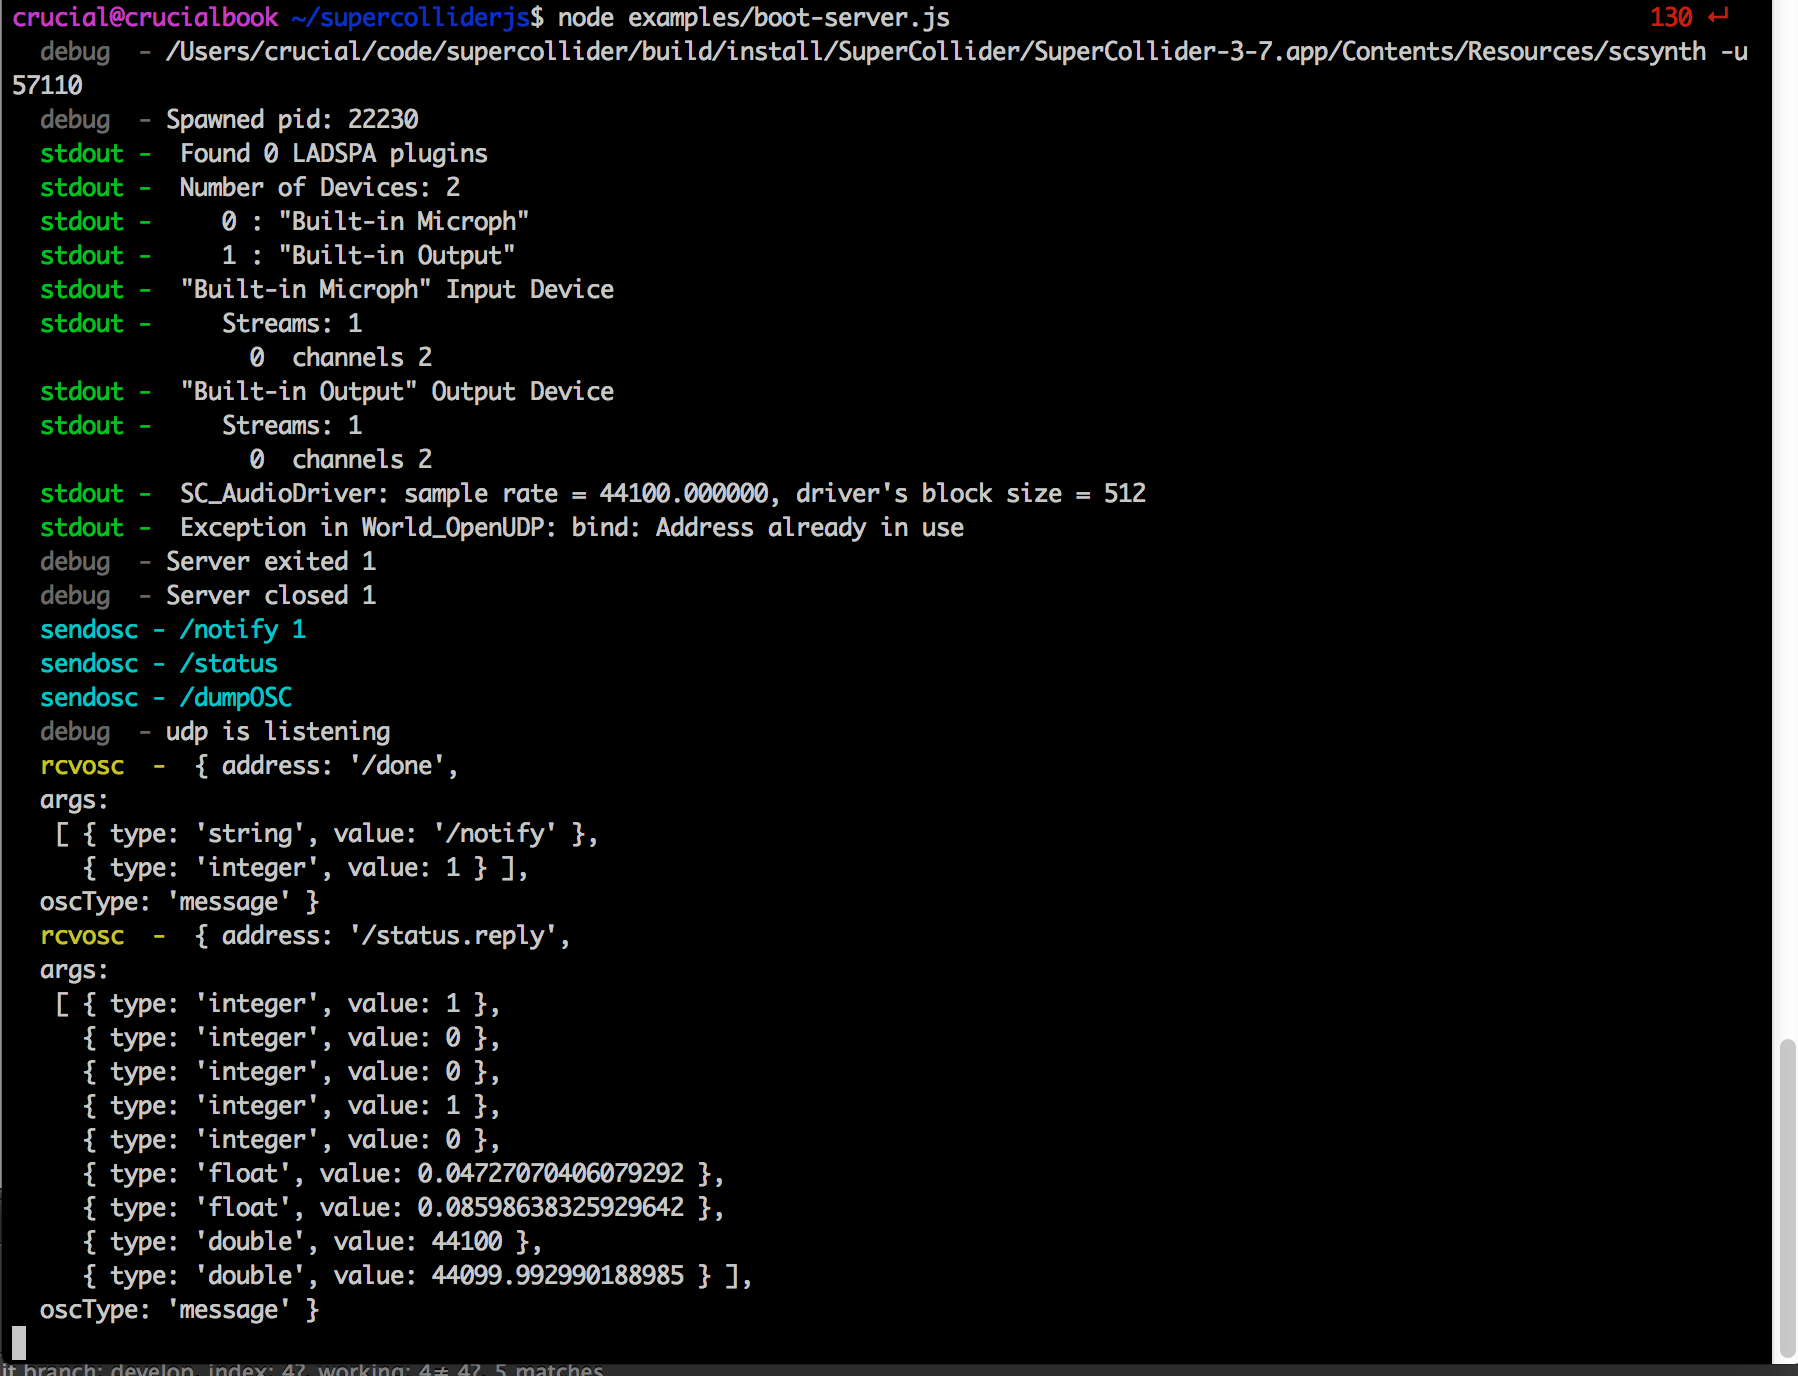 crucial@crucialbook ~/supercolliderjs$ node examples/boot-server.js 130 ↵
debug - /Users/crucial/code/supercollider/build/install/SuperCollider/SuperCollider-3-7.app/Contents/Resources/scsynth -u
57110
debug - Spawned pid: 22230
stdout - Found 0 LADSPA plugins
stdout - Number of Devices: 2
stdout - 0 : "Built-in Microph"
stdout - 1 : "Built-in Output"
stdout - "Built-in Microph" Input Device
stdout - Streams: 1
0 channels 2
stdout - "Built-in Output" Output Device
stdout - Streams: 1
0 channels 2
stdout - SC_AudioDriver: sample rate = 44100.000000, driver's block size = 512
stdout - Exception in World_OpenUDP: bind: Address already in use
debug - Server exited 1
debug - Server closed 1
sendosc - /notify 1
sendosc - /status
sendosc - /dumpOSC
debug - udp is listening
rcvosc - { address: '/done',
args:
[ { type: 'string', value: '/notify' },
{ type: 'integer', value: 1 } ],
oscType: 'message' }
rcvosc - { address: '/status.reply',
args:
[ { type: 'integer', value: 1 },
{ type: 'integer', value: 0 },
{ type: 'integer', value: 0 },
{ type: 'integer', value: 1 },
{ type: 'integer', value: 0 },
{ type: 'float', value: 0.04727070406079292 },
{ type: 'float', value: 0.08598638325929642 },
{ type: 'double', value: 44100 },
{ type: 'double', value: 44099.992990188985 } ],
oscType: 'message' }
it branch: develop, index: 4?, working: 4≠ 4?, 5 matches